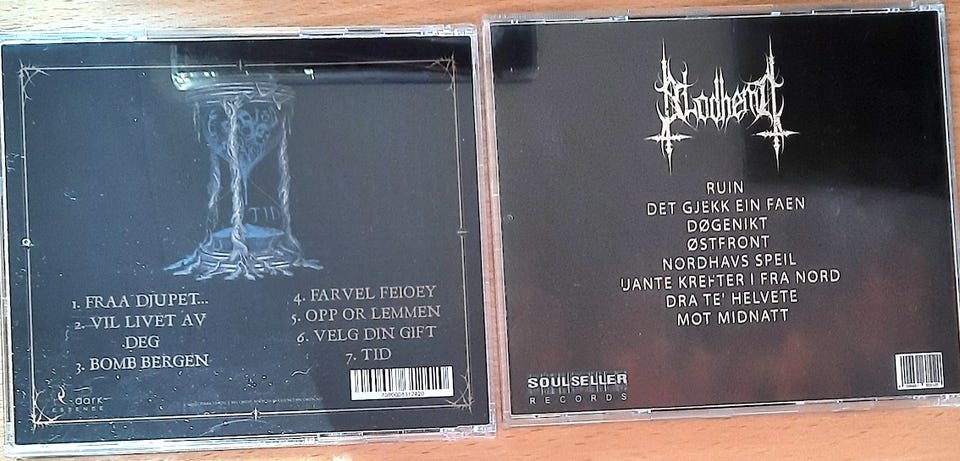 TID
1. FRAA DJUPET...
2. VIL LIVET AV
DEG
3. BOMB BERGEN
4. FARVEL FEIOEY
5. OPP OR LEMMEN
6. VELG DIN GIFT
7. TID
dark
ESSENCE
Blodhemn
RUIN
DET GJEKK EIN FAEN
DØGENIKT
ØSTFRONT
NORDHAVS SPEIL
UANTE KREFTER I FRA NORD
DRA TE' HELVETE
MOT MIDNATT
SOULSELLER
RECORDS